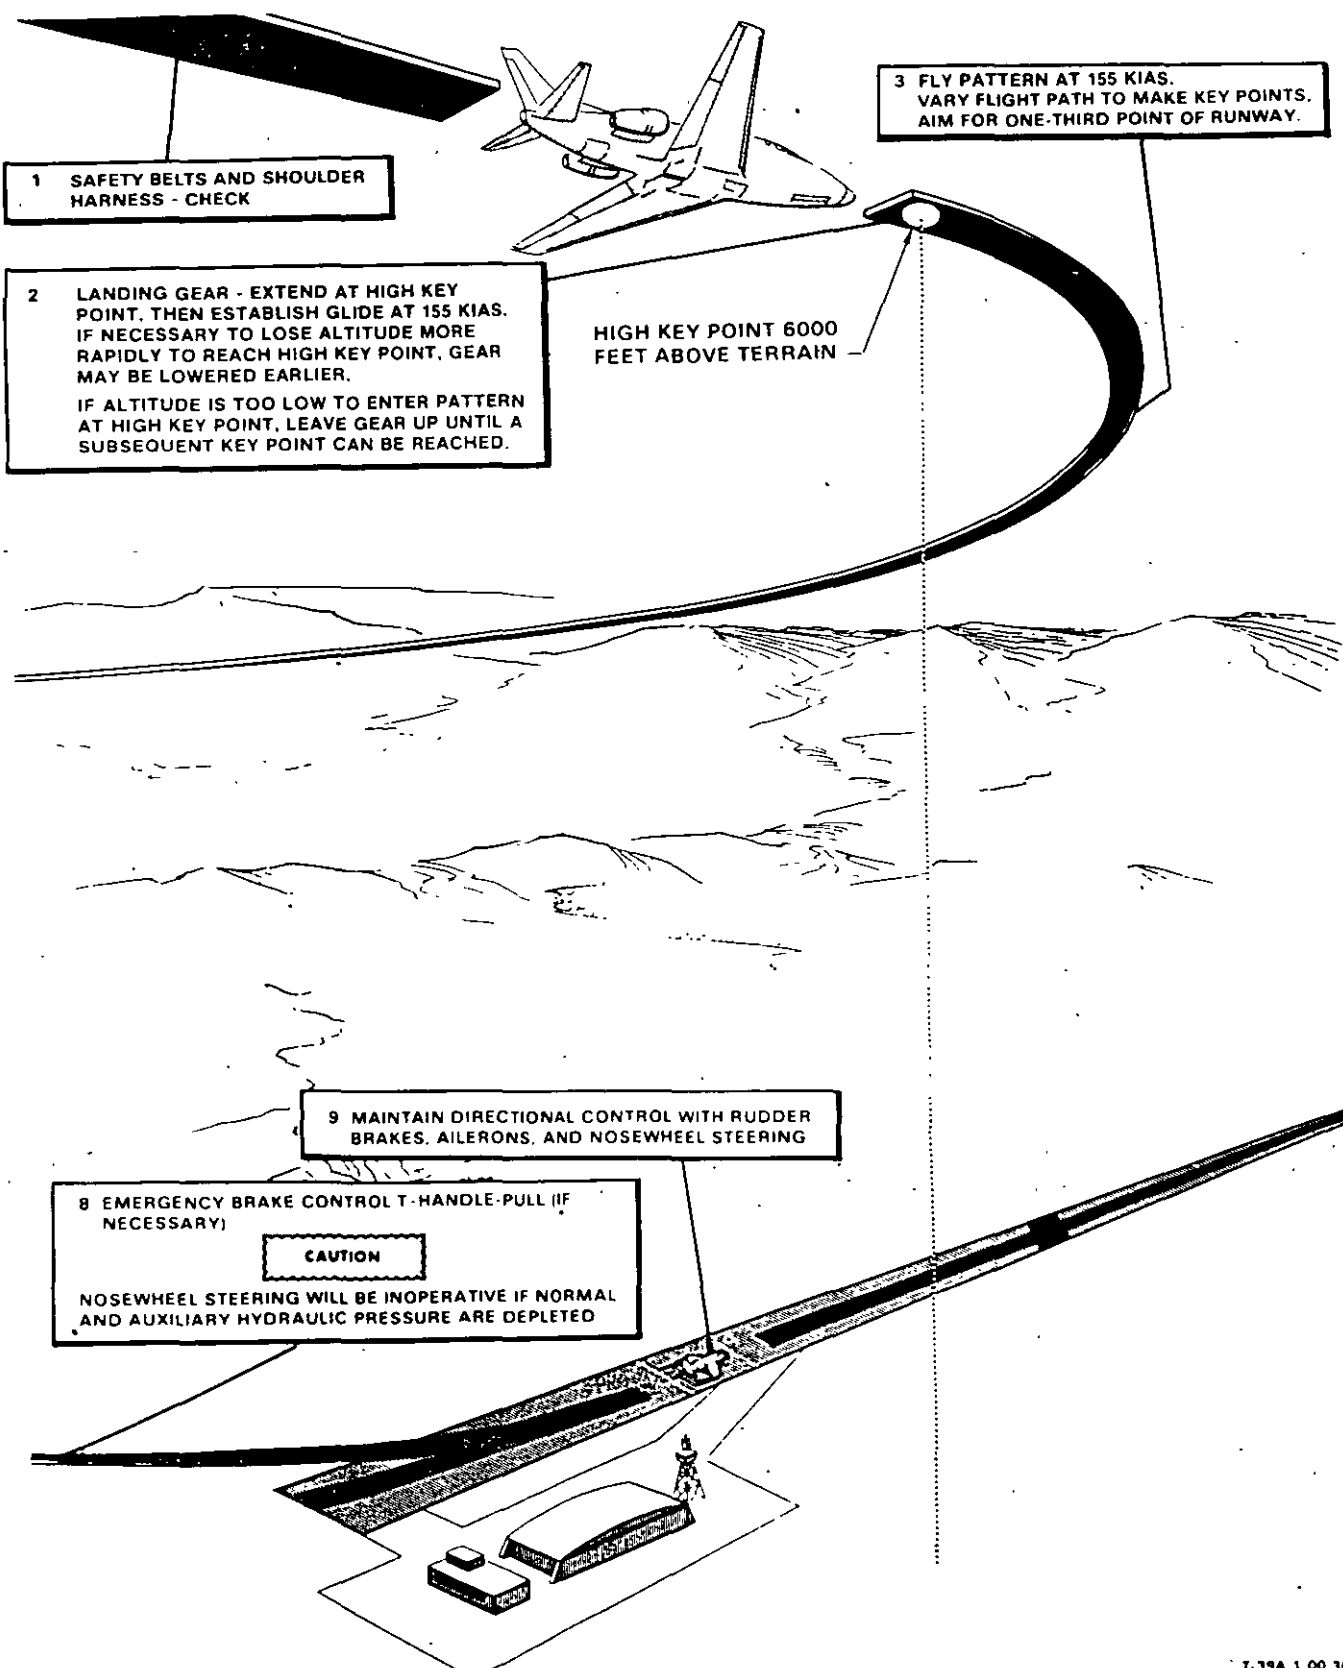 1 SAFETY BELTS AND SHOULDER
HARNESS - CHECK
2 LANDING GEAR - EXTEND AT HIGH KEY
POINT, THEN ESTABLISH GLIDE AT 155 KIAS.
IF NECESSARY TO LOSE ALTITUDE MORE
RAPIDLY TO REACH HIGH KEY POINT, GEAR
MAY BE LOWERED EARLIER.
IF ALTITUDE IS TOO LOW TO ENTER PATTERN
AT HIGH KEY POINT, LEAVE GEAR UP UNTIL A
SUBSEQUENT KEY POINT CAN BE REACHED.
3 FLY PATTERN AT 155 KIAS.
VARY FLIGHT PATH TO MAKE KEY POINTS.
AIM FOR ONE-THIRD POINT OF RUNWAY.
HIGH KEY POINT 6000
FEET ABOVE TERRAIN
9 MAINTAIN DIRECTIONAL CONTROL WITH RUDDER
BRAKES, AILERONS, AND NOSEWHEEL STEERING
8 EMERGENCY BRAKE CONTROL T-HANDLE-PULL (IF
NECESSARY)
CAUTION
NOSEWHEEL STEERING WILL BE INOPERATIVE IF NORMAL
AND AUXILIARY HYDRAULIC PRESSURE ARE DEPLETED